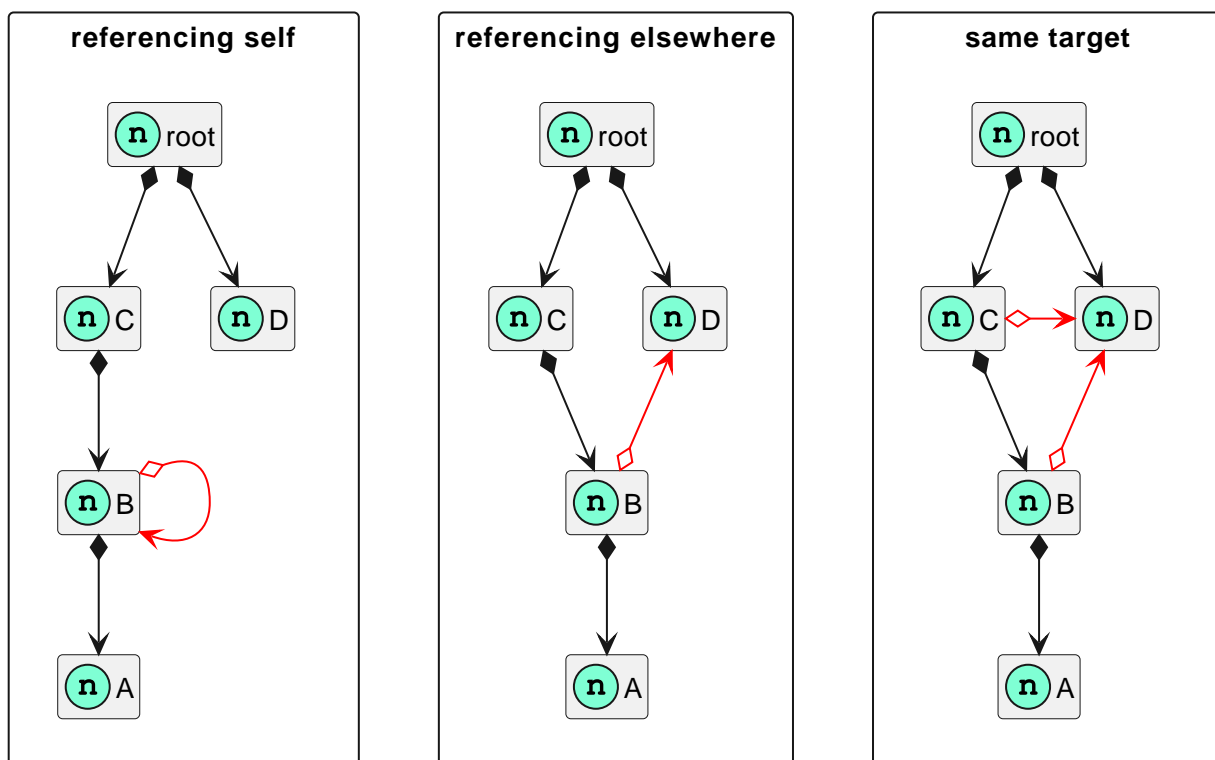 referencing self
n root
n C
n D
n B
n A
referencing elsewhere
n root
n C
n D
n B
n A
same target
n root
n C
n D
n B
n A